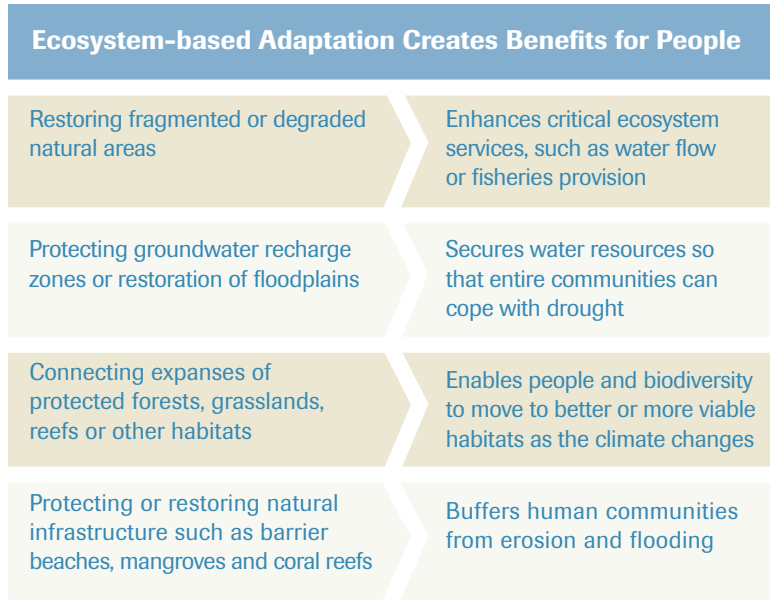 Ecosystem-based Adaptation Creates Benefits for People
Restoring fragmented or degraded
natural areas
Enhances critical ecosystem
services, such as water flow
or fisheries provision
Protecting groundwater recharge
zones or restoration of floodplains
Secures water resources so
that entire communities can
cope with drought
Connecting expanses of
protected forests, grasslands,
reefs or other habitats
Enables people and biodiversity
to move to better or more viable
habitats as the climate changes
Protecting or restoring natural
infrastructure such as barrier
beaches, mangroves and coral reefs
Buffers human communities
from erosion and flooding